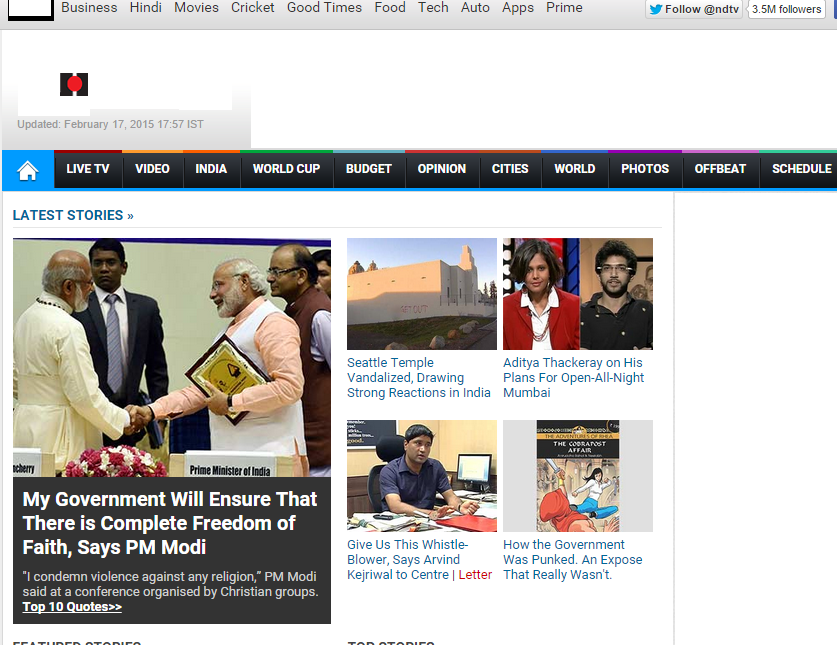 Business Hindi Movies Cricket Good Times Food Tech Auto Apps Prime
Follow @ndtv
3.5M followers
Updated: February 17, 2015 17:57 IST
LIVE TV VIDEO INDIA WORLD CUP BUDGET OPINION CITIES WORLD PHOTOS OFFBEAT SCHEDULE
LATEST STORIES »
ncherry
Prime Minister of India
My Government Will Ensure That
There is Complete Freedom of
Faith, Says PM Modi
"I condemn violence against any religion,” PM Modi
said at a conference organised by Christian groups.
Top 10 Quotes>>
GET OUT
Seattle Temple
Vandalized, Drawing
Strong Reactions in India
Aditya Thackeray on His
Plans For Open-All-Night
Mumbai
good.
Give Us This Whistle-
Blower, Says Arvind
Kejriwal to Centre | Letter
THE ADVENTURES OF RHEA
THE COBRAPOST
AFFAIR
How the Government
Was Punked. An Expose
That Really Wasn't.
FEATURED STORIES
TOP STORIES